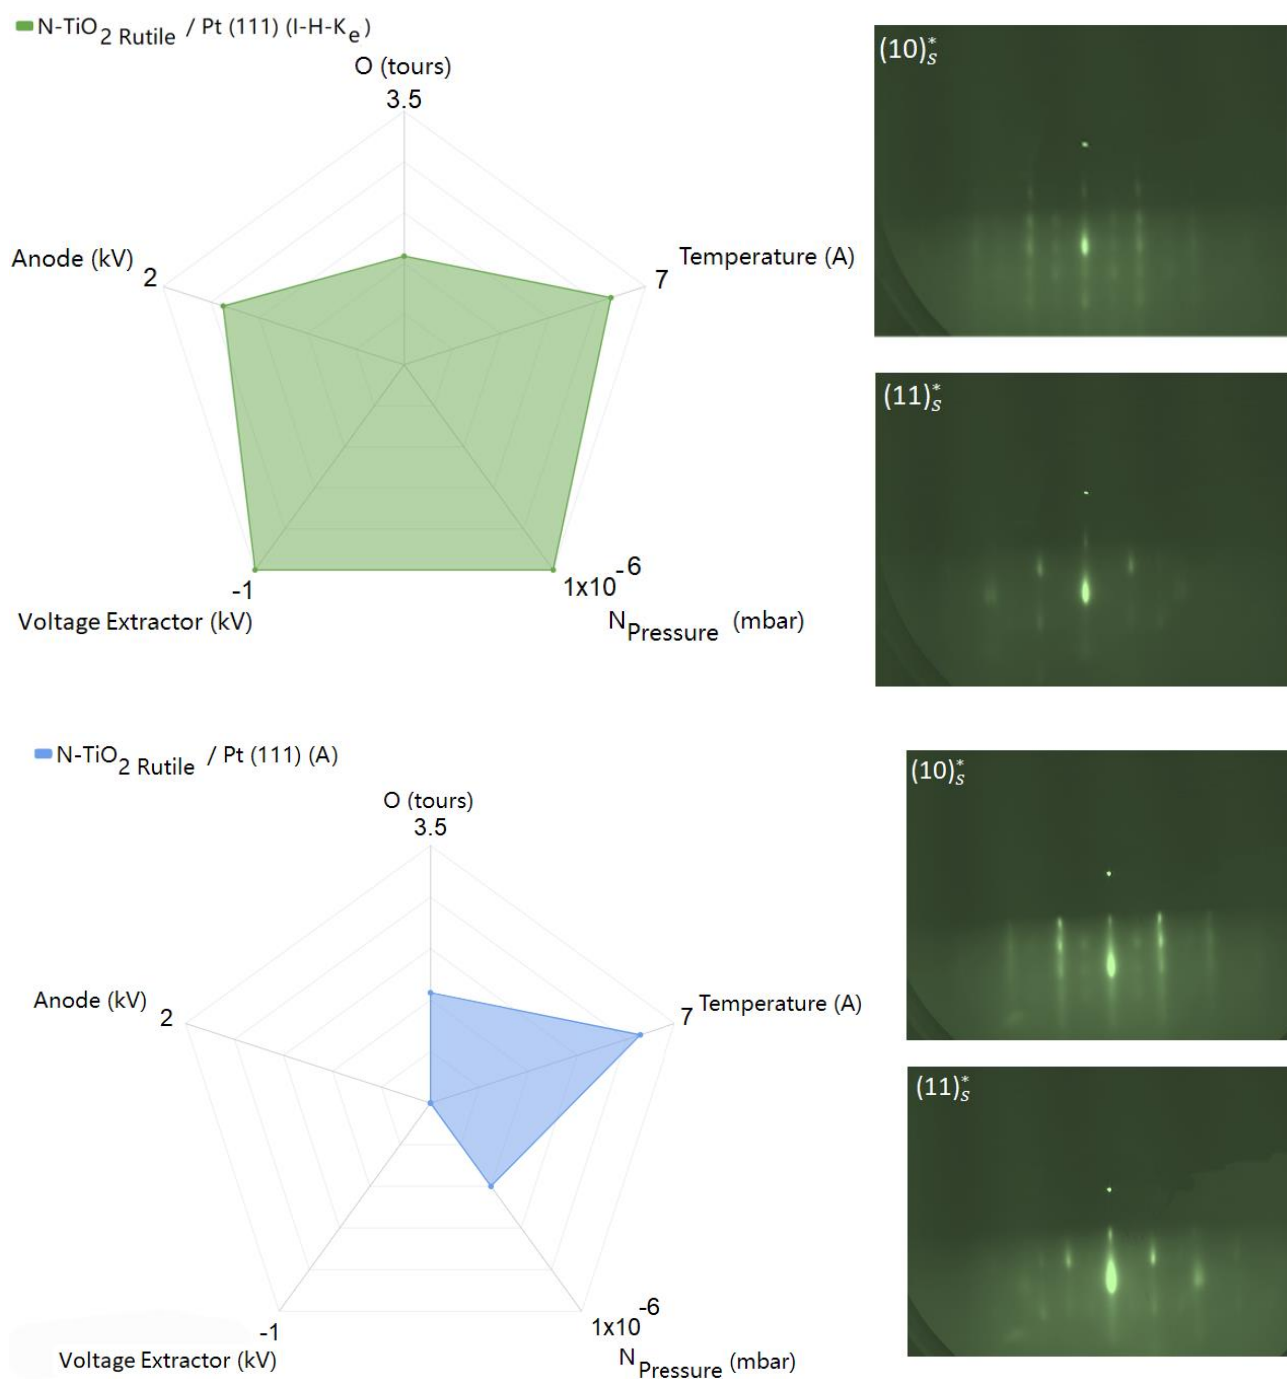 N-TiO2 Rutile / Pt (111) (I-H-Ke)
O (tours)
3.5
Anode (kV)
2
Temperature (A)
7
-1
Voltage Extractor (kV)
1x10-6
NPressure (mbar)
(10)*S
(11)*S
N-TiO2 Rutile / Pt (111) (A)
O (tours)
3.5
Anode (kV)
2
7
Temperature (A)
-1
Voltage Extractor (kV)
1x10-6
NPressure (mbar)
(10)*S
(11)*S